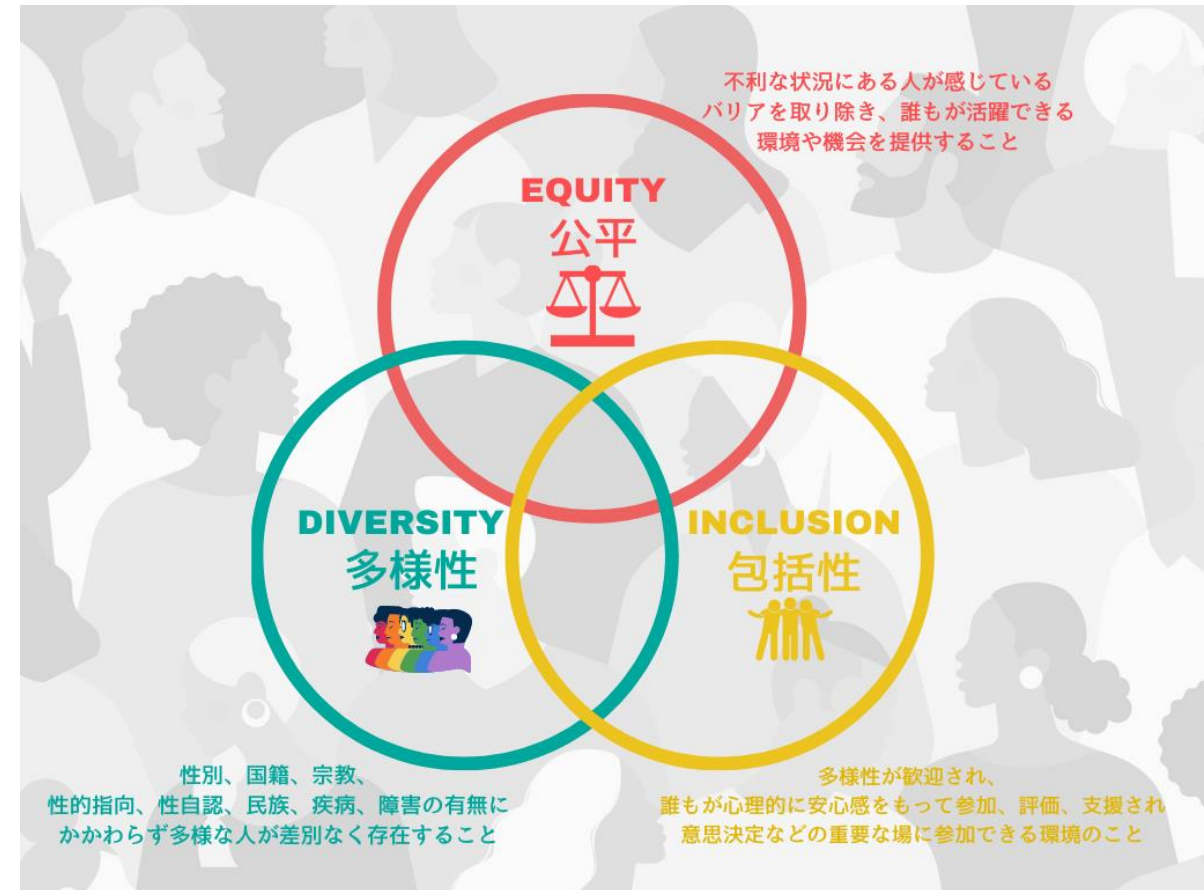 不利な状況にある人が感じている
バリアを取り除き、誰もが活躍できる
環境や機会を提供すること
EQUITY
公平
DIVERSITY
多様性
INCLUSION
包括性
性別、国籍、宗教、
性的指向、性自認、民族、疾病、障害の有無に
かかわらず多様な人が差別なく存在すること
多様性が歓迎され、
誰もが心理的に安心感をもって参加、評価、支援され
意思決定などの重要な場に参加できる環境のこと